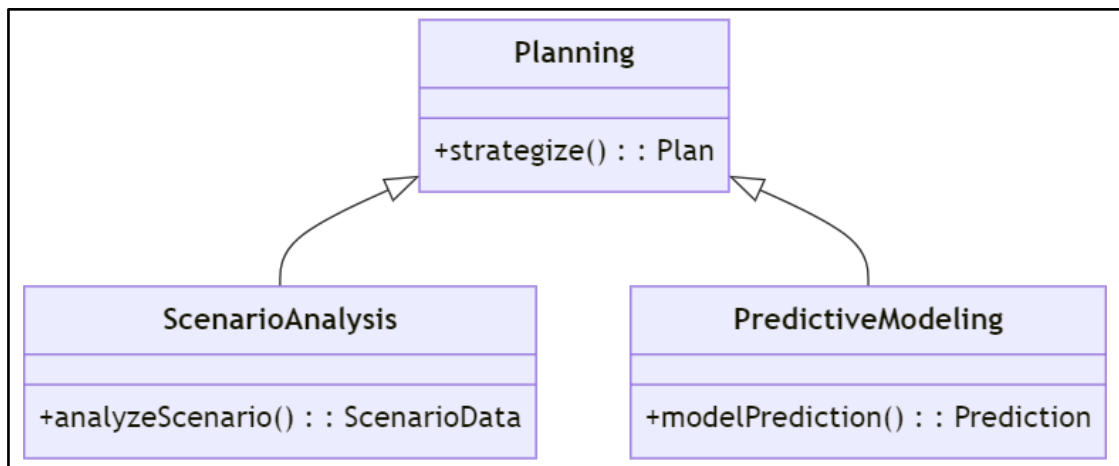 Planning
+strategize() : : Plan
ScenarioAnalysis
+analyzeScenario() : : ScenarioData
PredictiveModeling
+modelPrediction() : : Prediction